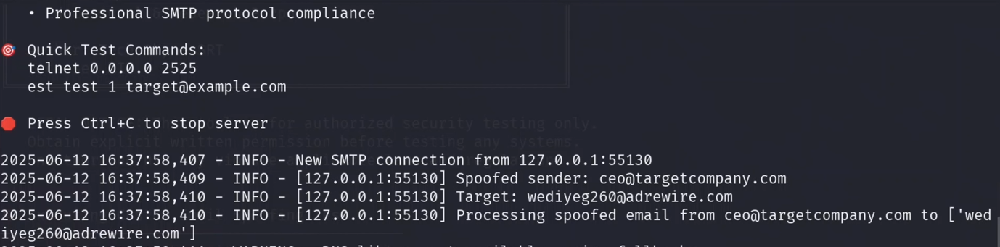 • Professional SMTP protocol compliance
🎯 Quick Test Commands:
telnet 0.0.0.0 2525
est test 1 target@example.com
🛑 Press Ctrl+C to stop server
for authorized security testing only.
Obtain explicit written permission before testing any systems.
2025-06-12 16:37:58,407 - INFO - New SMTP connection from 127.0.0.1:55130
2025-06-12 16:37:58,409 - INFO - [127.0.0.1:55130] Spoofed sender: ceo@targetcompany.com
2025-06-12 16:37:58,410 - INFO - [127.0.0.1:55130] Target: wediyeg260@adrewire.com
2025-06-12 16:37:58,410 - INFO - [127.0.0.1:55130] Processing spoofed email from ceo@targetcompany.com to ['wed
iyeg260@adrewire.com']